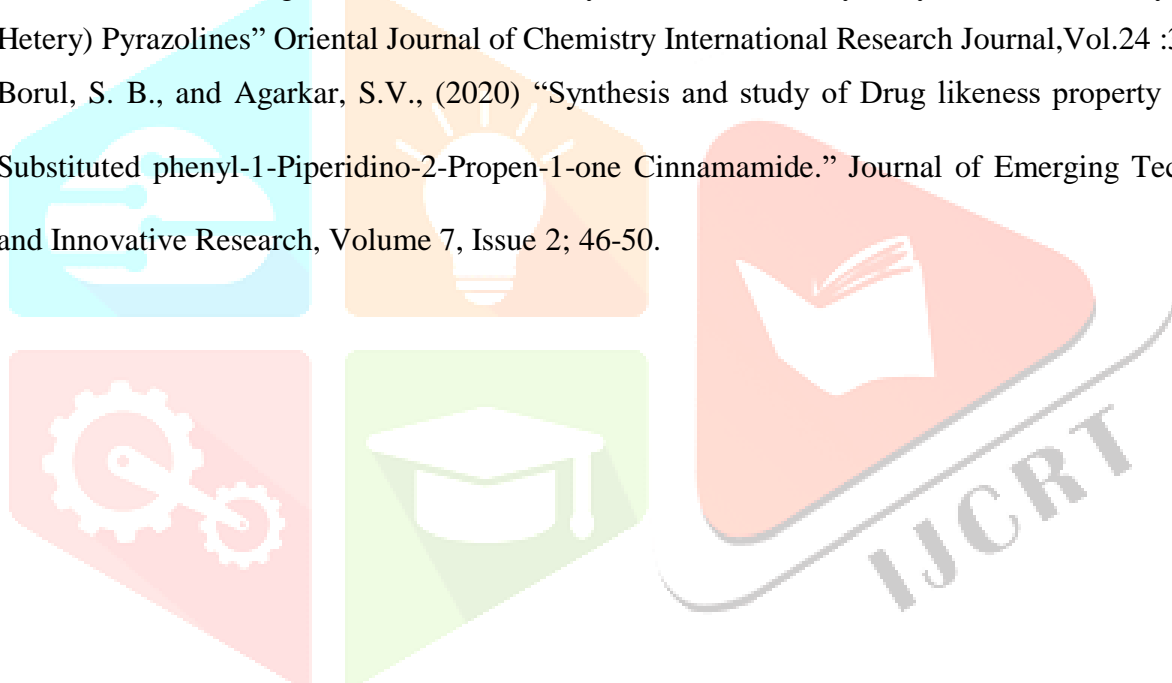 Hetery) Pyrazolines” Oriental Journal of Chemistry International Research Journal,Vol.24 :3
Borul, S. B., and Agarkar, S.V., (2020) “Synthesis and study of Drug likeness property
Substituted phenyl-1-Piperidino-2-Propen-1-one Cinnamamide.” Journal of Emerging Tec
and Innovative Research, Volume 7, Issue 2; 46-50.
IJCRT